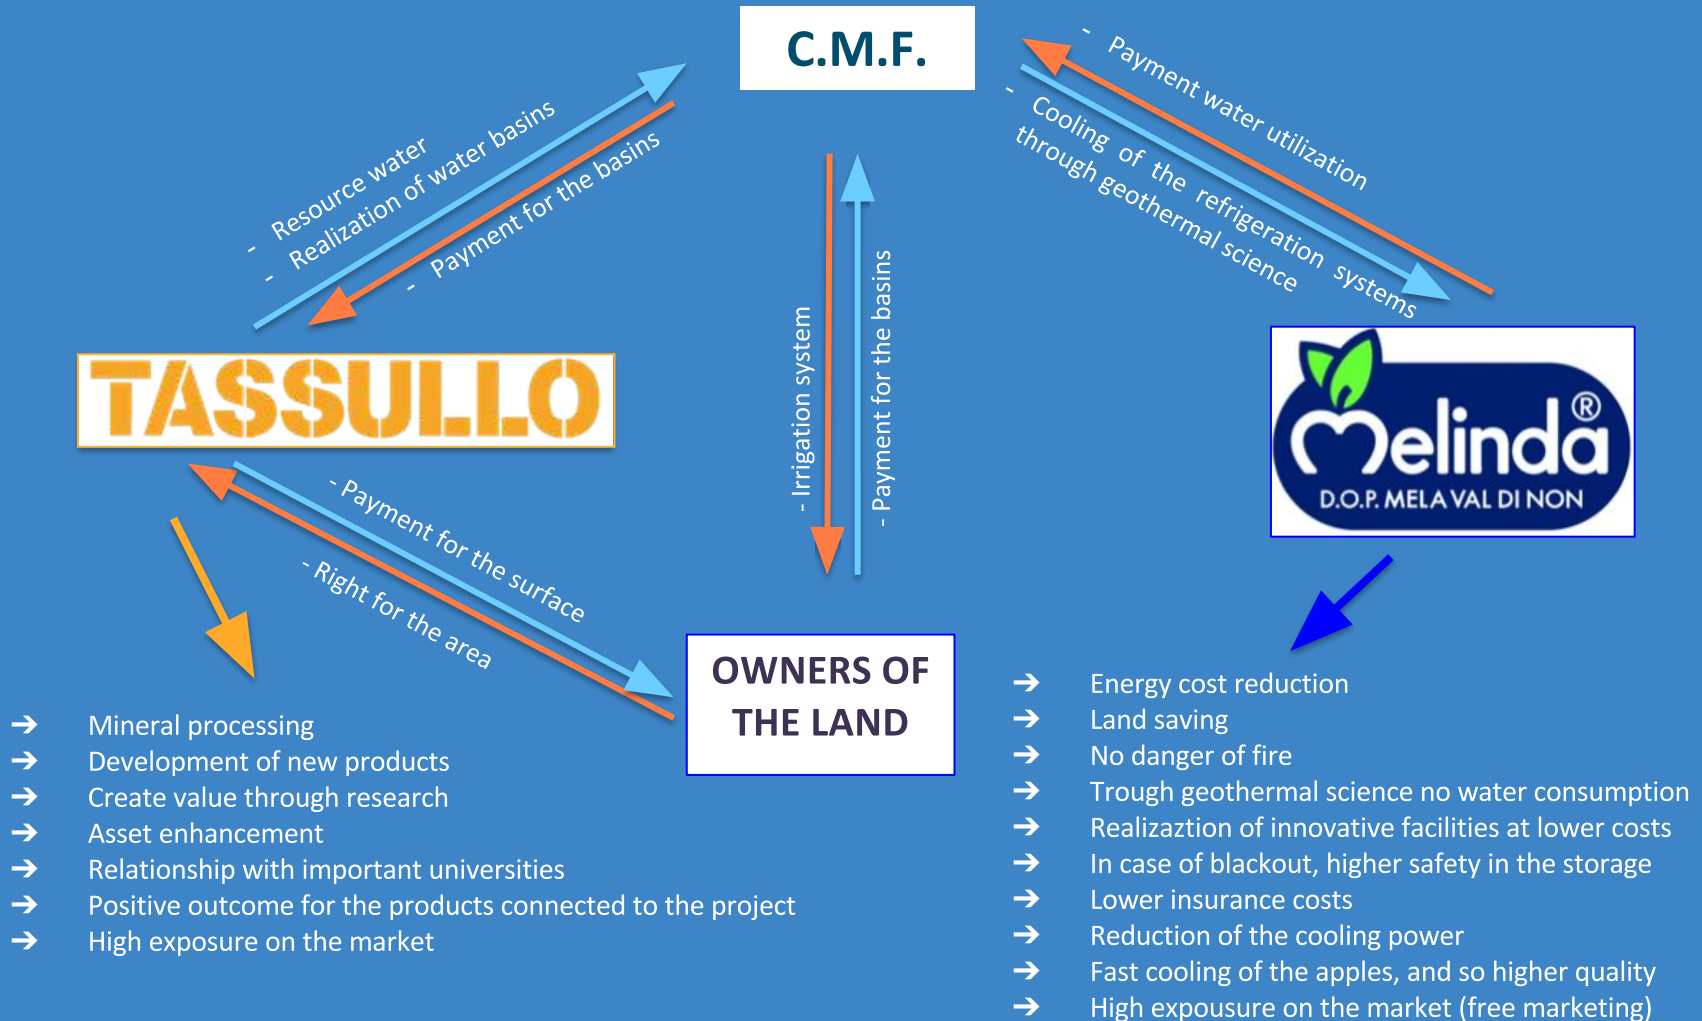 C.M.F.
- Resource water
- Realization of water basins
- Payment for the basins
- Payment water utilization
- Cooling of the refrigeration systems
through geothermal science
- Irrigation system
- Payment for the basins
TASSULLO
melinda®
D.O.P. MELA VAL DI NON
- Payment for the surface
- Right for the area
OWNERS OF
THE LAND
➔ Mineral processing
➔ Development of new products
➔ Create value through research
➔ Asset enhancement
➔ Relationship with important universities
➔ Positive outcome for the products connected to the project
➔ High exposure on the market
➔ Energy cost reduction
➔ Land saving
➔ No danger of fire
➔ Trough geothermal science no water consumption
➔ Realizaztion of innovative facilities at lower costs
➔ In case of blackout, higher safety in the storage
➔ Lower insurance costs
➔ Reduction of the cooling power
➔ Fast cooling of the apples, and so higher quality
➔ High expousure on the market (free marketing)